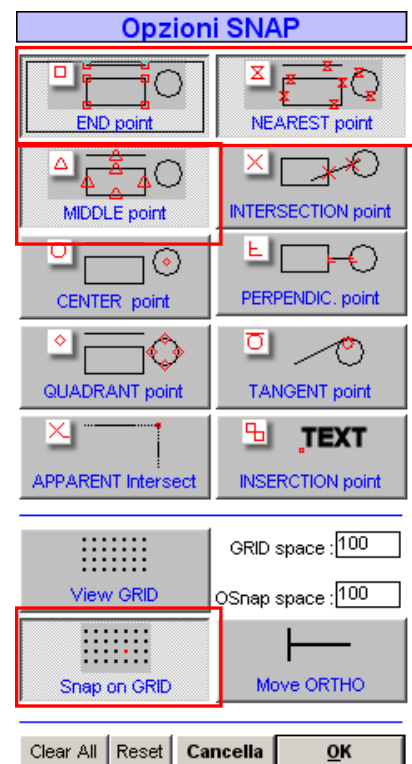 Opzioni SNAP
END point
NEAREST point
MIDDLE point
INTERSECTION point
CENTER point
PERPENDIC. point
QUADRANT point
TANGENT point
TEXT
APPARENT Intersect
INSERCTION point
View GRID
GRID space : 100
OSnap space : 100
Snap on GRID
Move ORTHO
Clear All
Reset
Cancella
OK